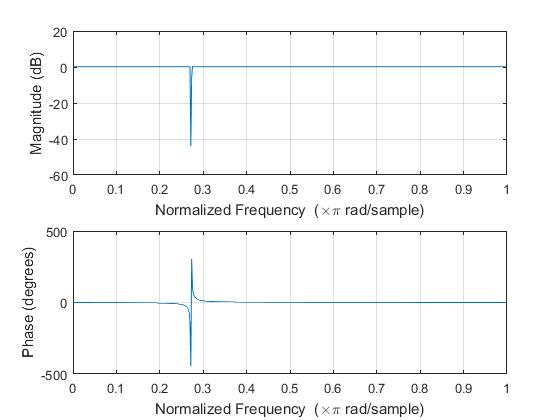 20
0
-20
-40
-60
Magnitude (dB)
0 0.1 0.2 0.3 0.4 0.5 0.6 0.7 0.8 0.9 1
Normalized Frequency (×π rad/sample)
500
0
-500
Phase (degrees)
0 0.1 0.2 0.3 0.4 0.5 0.6 0.7 0.8 0.9 1
Normalized Frequency (×π rad/sample)